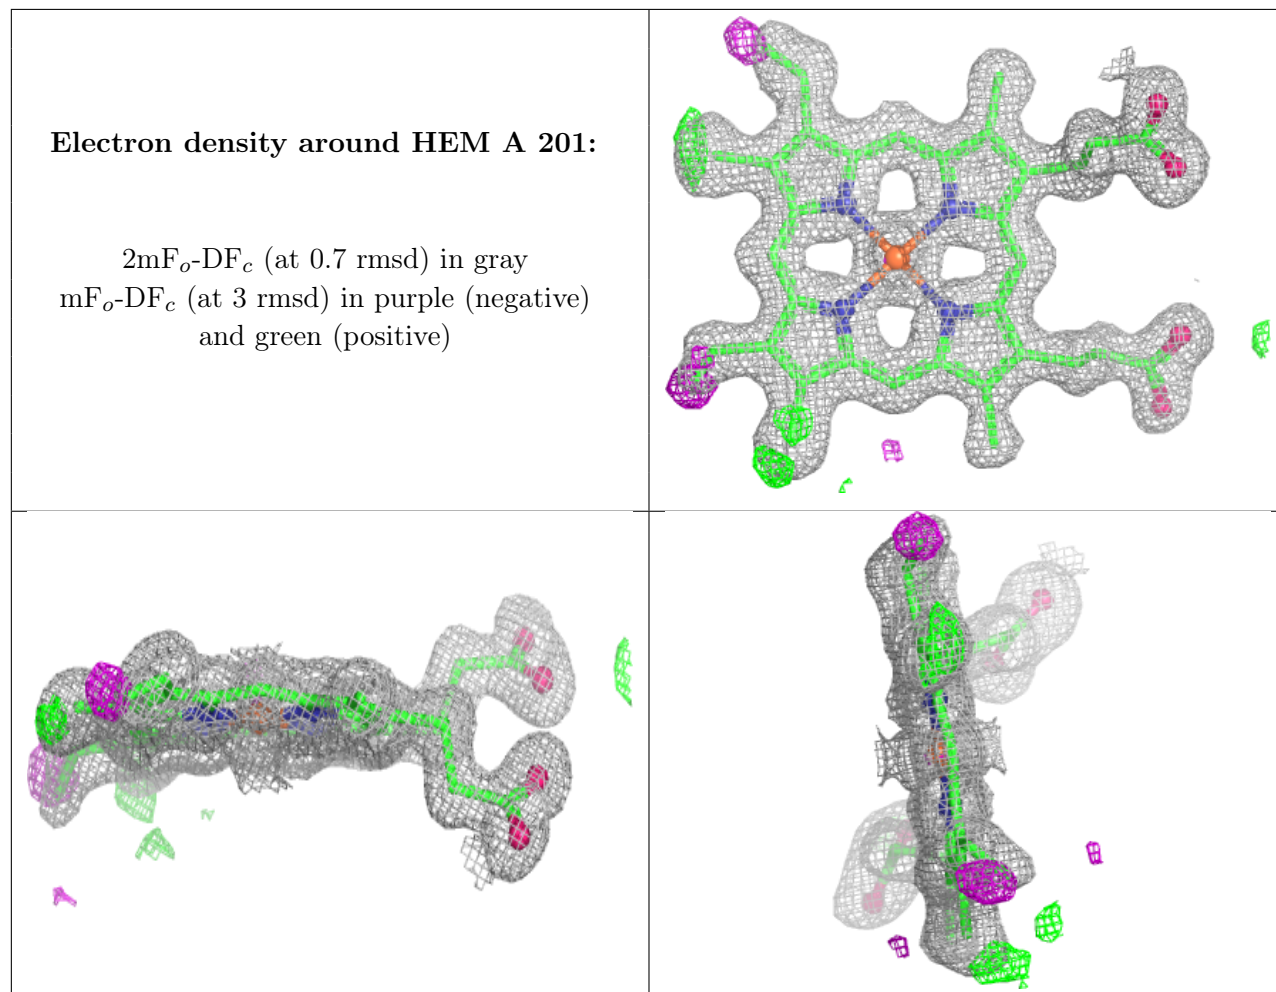 Electron density around HEM A 201:
2mFₒ-DF𝒸 (at 0.7 rmsd) in gray
mFₒ-DF𝒸 (at 3 rmsd) in purple (negative)
and green (positive)